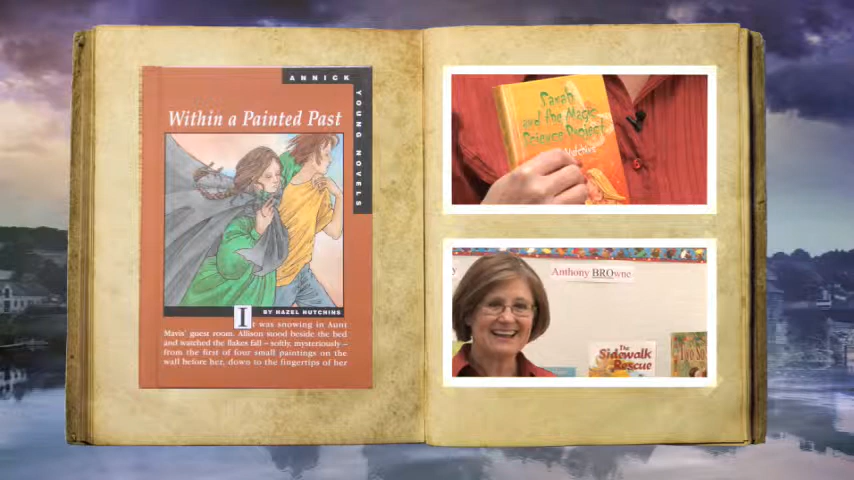 ANNICK
YOUNG NOVELS
Within a Painted Past
BY HAZEL HUTCHINS
It was snowing in Aunt
Mavis' guest room. Allison stood beside the bed
and watched the flakes fall – softly, mysteriously –
from the first of four small paintings on the
wall before her, down to the fingertips of her
Sarah
and the Magic
Science Project
Hutchins
Anthony BROwne
The
Sidewalk
Rescue